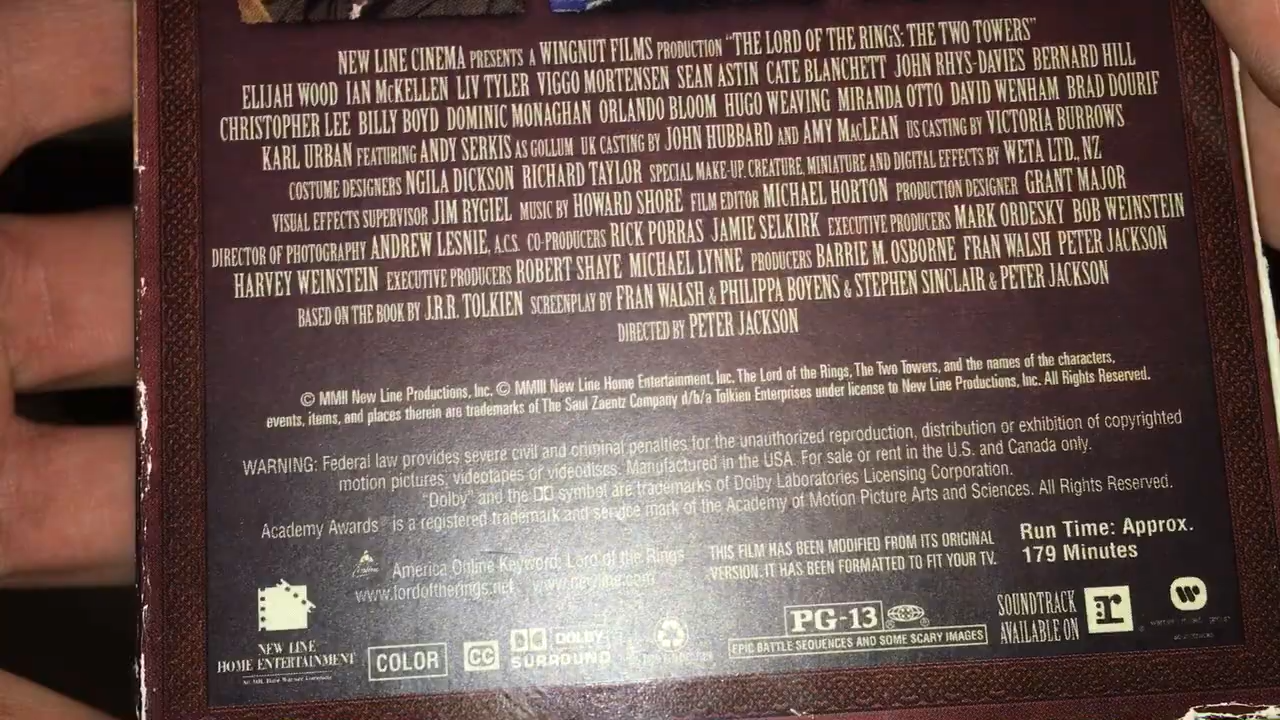 NEW LINE CINEMA PRESENTS A WINGNUT FILMS PRODUCTION "THE LORD OF THE RINGS: THE TWO TOWERS"
ELIJAH WOOD IAN McKELLEN LIV TYLER VIGGO MORTENSEN SEAN ASTIN CATE BLANCHETT JOHN RHYS-DAVIES BERNARD HILL
CHRISTOPHER LEE BILLY BOYD DOMINIC MONAGHAN ORLANDO BLOOM HUGO WEAVING MIRANDA OTTO DAVID WENHAM BRAD DOURIF
KARL URBAN FEATURING ANDY SERKIS AS GOLLUM UK CASTING BY JOHN HUBBARD AND AMY MacLEAN US CASTING BY VICTORIA BURROWS
COSTUME DESIGNERS NGILA DICKSON RICHARD TAYLOR SPECIAL MAKE-UP, CREATURE, MINIATURE AND DIGITAL EFFECTS BY WETA LTD., NZ
VISUAL EFFECTS SUPERVISOR JIM RYGIEL MUSIC BY HOWARD SHORE FILM EDITOR MICHAEL HORTON PRODUCTION DESIGNER GRANT MAJOR
DIRECTOR OF PHOTOGRAPHY ANDREW LESNIE, A.C.S. CO-PRODUCERS RICK PORRAS JAMIE SELKIRK EXECUTIVE PRODUCERS MARK ORDESKY BOB WEINSTEIN
HARVEY WEINSTEIN EXECUTIVE PRODUCERS ROBERT SHAYE MICHAEL LYNNE PRODUCERS BARRIE M. OSBORNE FRAN WALSH PETER JACKSON
BASED ON THE BOOK BY J.R.R. TOLKIEN SCREENPLAY BY FRAN WALSH & PHILIPPA BOYENS & STEPHEN SINCLAIR & PETER JACKSON
DIRECTED BY PETER JACKSON
© MMII New Line Productions, Inc. © MMIII New Line Home Entertainment, Inc. The Lord of the Rings, The Two Towers, and the names of the characters,
events, items, and places therein are trademarks of The Saul Zaentz Company d/b/a Tolkien Enterprises under license to New Line Productions, Inc. All Rights Reserved.
WARNING: Federal law provides severe civil and criminal penalties for the unauthorized reproduction, distribution or exhibition of copyrighted
motion pictures, videotapes or videodiscs. Manufactured in the USA. For sale or rent in the U.S. and Canada only.
"Dolby" and the symbol are trademarks of Dolby Laboratories Licensing Corporation.
Academy Awards® is a registered trademark and service mark of the Academy of Motion Picture Arts and Sciences. All Rights Reserved.
America Online Keyword: Lord of the Rings
www.lordoftherings.net www.newline.com
THIS FILM HAS BEEN MODIFIED FROM ITS ORIGINAL
VERSION. IT HAS BEEN FORMATTED TO FIT YOUR TV.
Run Time: Approx.
179 Minutes
NEW LINE
HOME ENTERTAINMENT
COLOR
CC
DOLBY
SURROUND
PG-13
EPIC BATTLE SEQUENCES AND SOME SCARY IMAGES
SOUNDTRACK
AVAILABLE ON
r